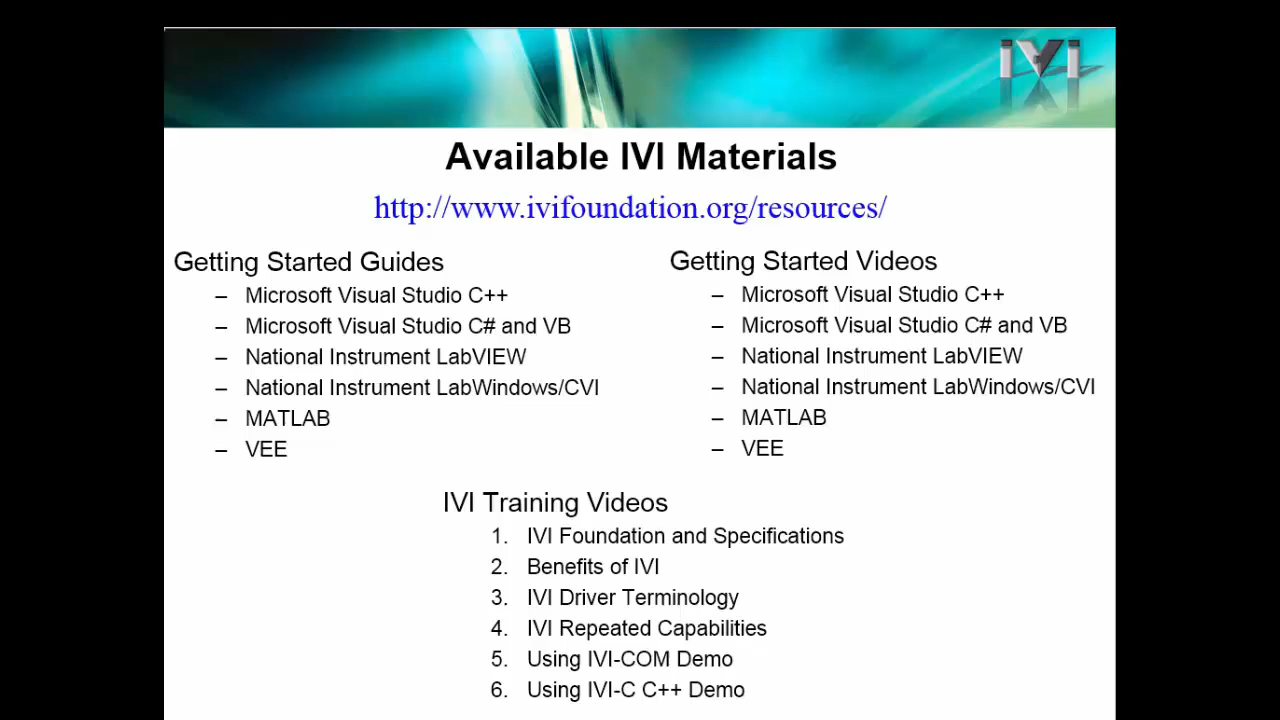 IVI
Available IVI Materials
http://www.ivifoundation.org/resources/
Getting Started Guides
– Microsoft Visual Studio C++
– Microsoft Visual Studio C# and VB
– National Instrument LabVIEW
– National Instrument LabWindows/CVI
– MATLAB
– VEE
Getting Started Videos
– Microsoft Visual Studio C++
– Microsoft Visual Studio C# and VB
– National Instrument LabVIEW
– National Instrument LabWindows/CVI
– MATLAB
– VEE
IVI Training Videos
1. IVI Foundation and Specifications
2. Benefits of IVI
3. IVI Driver Terminology
4. IVI Repeated Capabilities
5. Using IVI-COM Demo
6. Using IVI-C C++ Demo